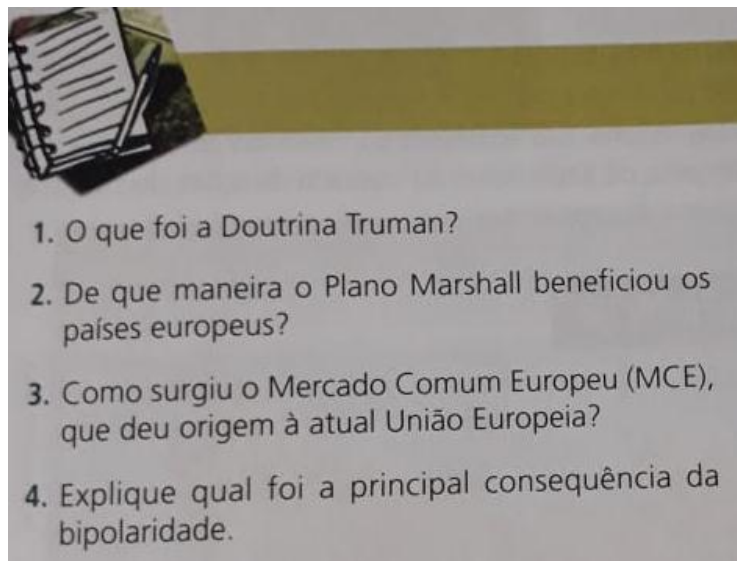 1. O que foi a Doutrina Truman?
2. De que maneira o Plano Marshall beneficiou os
países europeus?
3. Como surgiu o Mercado Comum Europeu (MCE),
que deu origem à atual União Europeia?
4. Explique qual foi a principal consequência da
bipolaridade.